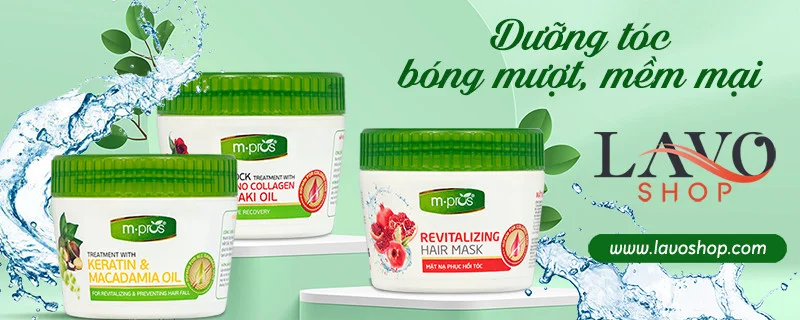 Dưỡng tóc
bóng mượt, mềm mại
LAVO
SHOP
www.lavoshop.com
m·pros
TREATMENT WITH
NO COLLAGEN
AKI OIL
RECOVERY
m·pros
TREATMENT WITH
KERATIN &
MACADAMIA OIL
FOR REVITALIZING & PREVENTING HAIR FALL
m·pros
REVITALIZING
HAIR MASK
MẶT NẠ PHỤC HỒI TÓC